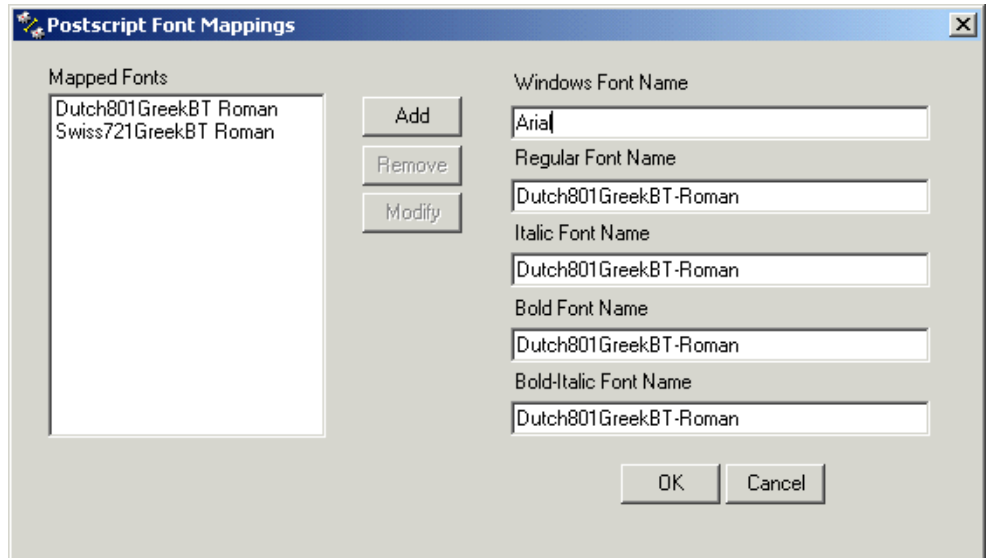 Postscript Font Mappings
Mapped Fonts
Dutch801GreekBT Roman
Swiss721GreekBT Roman
Add
Remove
Modify
Windows Font Name
Arial
Regular Font Name
Dutch801GreekBT-Roman
Italic Font Name
Dutch801GreekBT-Roman
Bold Font Name
Dutch801GreekBT-Roman
Bold-Italic Font Name
Dutch801GreekBT-Roman
OK
Cancel